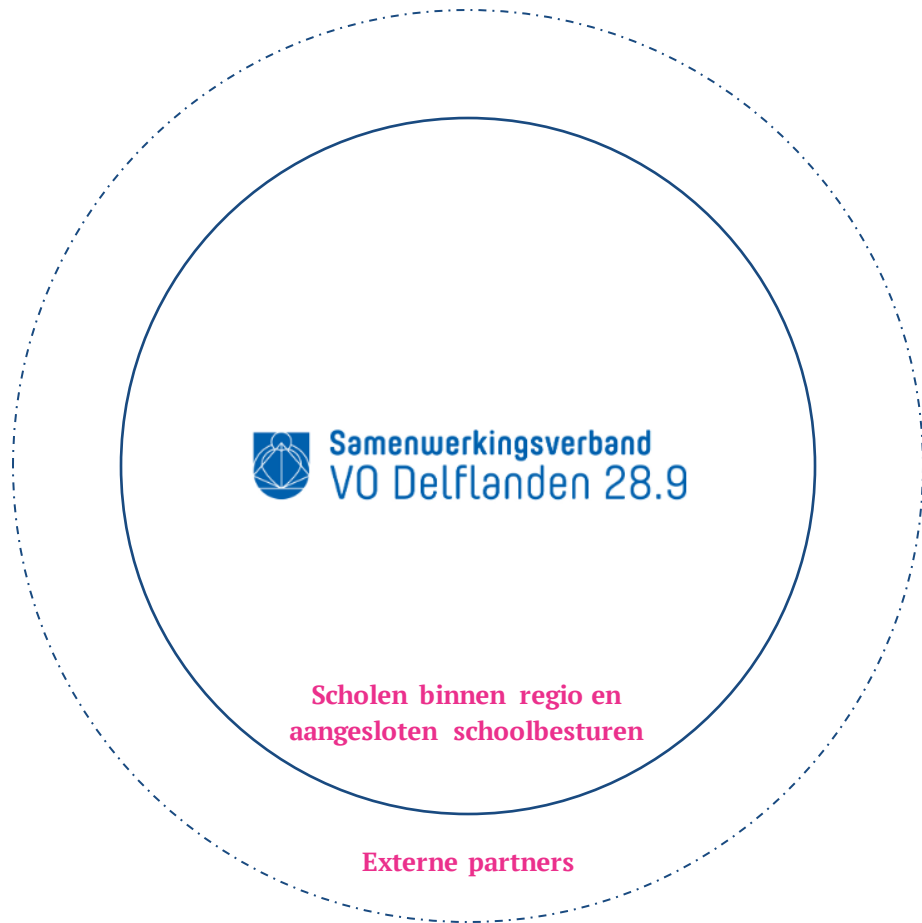 Samenwerkingsverband
VO Delflanden 28.9
Scholen binnen regio en
aangesloten schoolbesturen
Externe partners